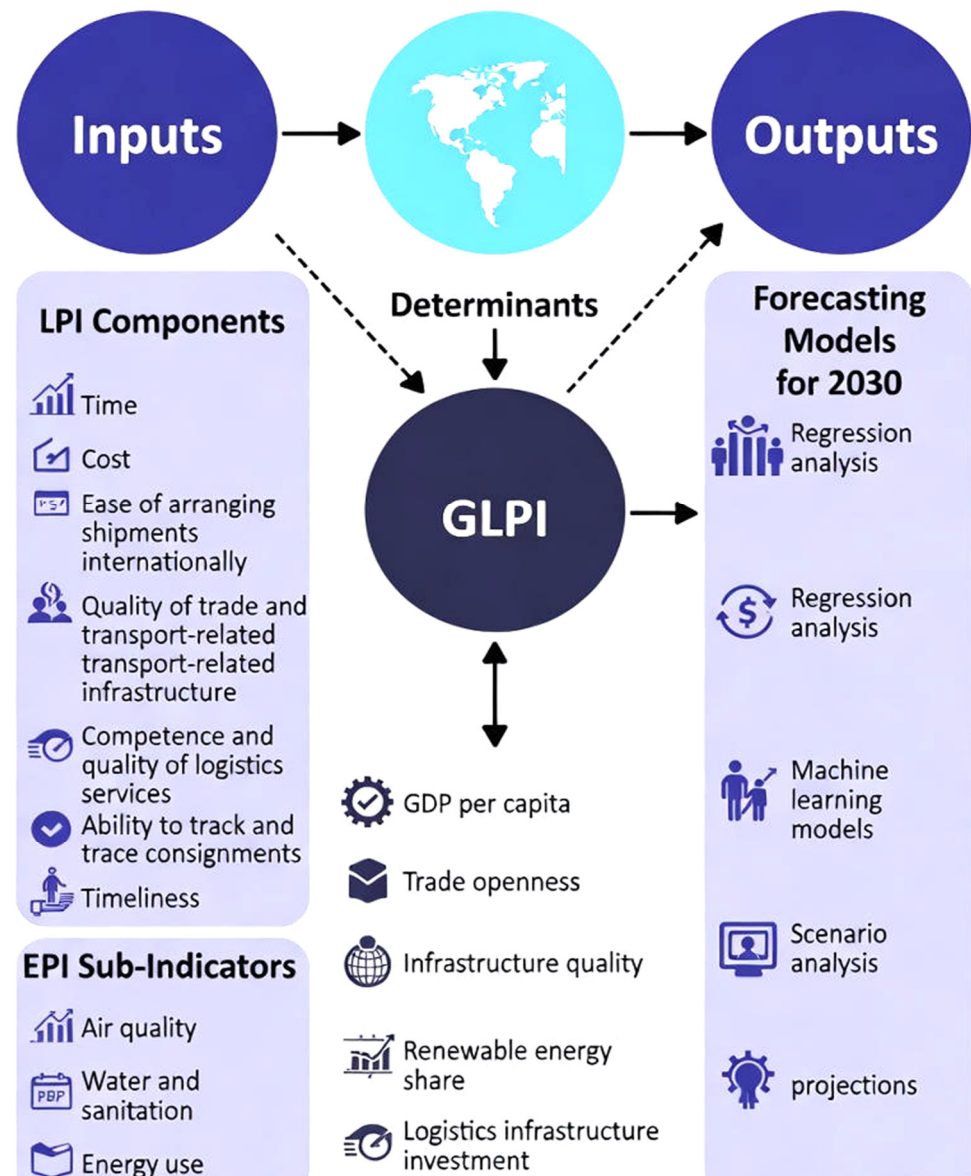 Inputs
Outputs
LPI Components
Time
Cost
Ease of arranging
shipments
internationally
Quality of trade and
transport-related
transport-related
infrastructure
Competence and
quality of logistics
services
Ability to track and
trace consignments
Timeliness
EPI Sub-Indicators
Air quality
PBP
Water and
sanitation
Energy use
Determinants
GLPI
GDP per capita
Trade openness
Infrastructure quality
Renewable energy
share
Logistics infrastructure
investment
Forecasting
Models
for 2030
Regression
analysis
$
Regression
analysis
Machine
learning
models
Scenario
analysis
projections